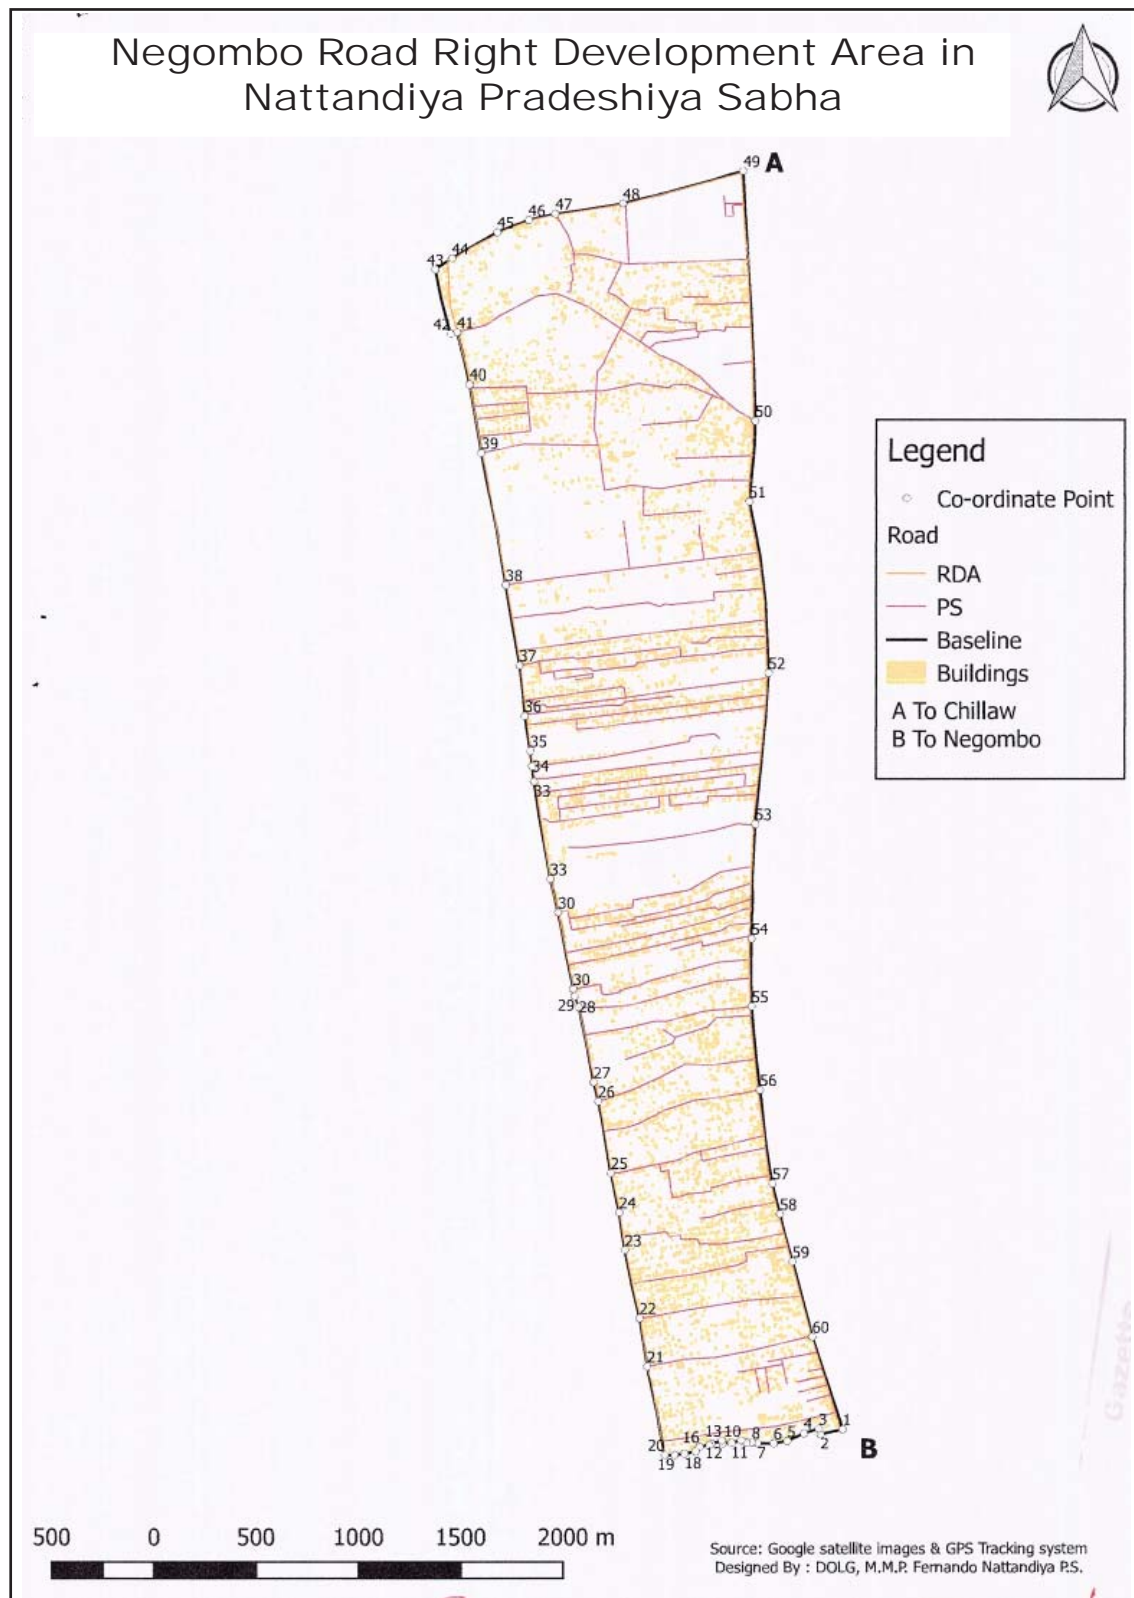 Negombo Road Right Development Area in
Nattandiya Pradeshiya Sabha
49 A
48
47
46
45
44
43
42 41
40
50
39
51
38
37
52
36
35
34
33
53
33
30
54
30
29 28
55
27
26
56
25
57
24
58
23
59
22
60
21
20 16 13 10 8 6 5 4 3 1
19 18 12 11 7 2 B
Legend
Co-ordinate Point
Road
RDA
PS
Baseline
Buildings
A To Chillaw
B To Negombo
Gazette
500 0 500 1000 1500 2000 m
Source: Google satellite images & GPS Tracking system
Designed By : DOLG, M.M.P. Fernando Nattandiya P.S.